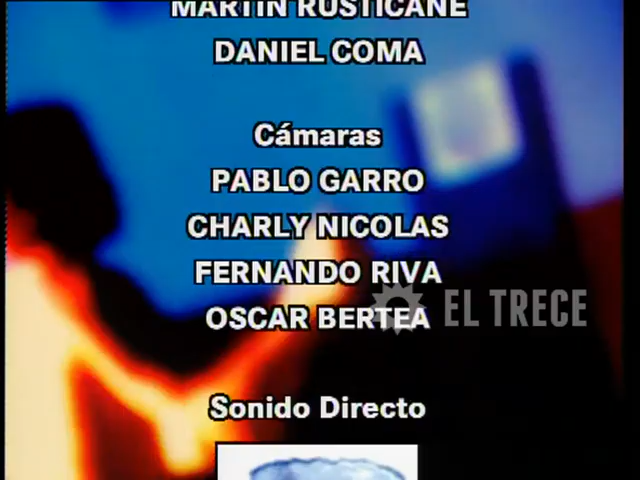 MARTIN RUSTICANE
DANIEL COMA
Cámaras
PABLO GARRO
CHARLY NICOLAS
FERNANDO RIVA
OSCAR BERTEA
EL TRECE
Sonido Directo